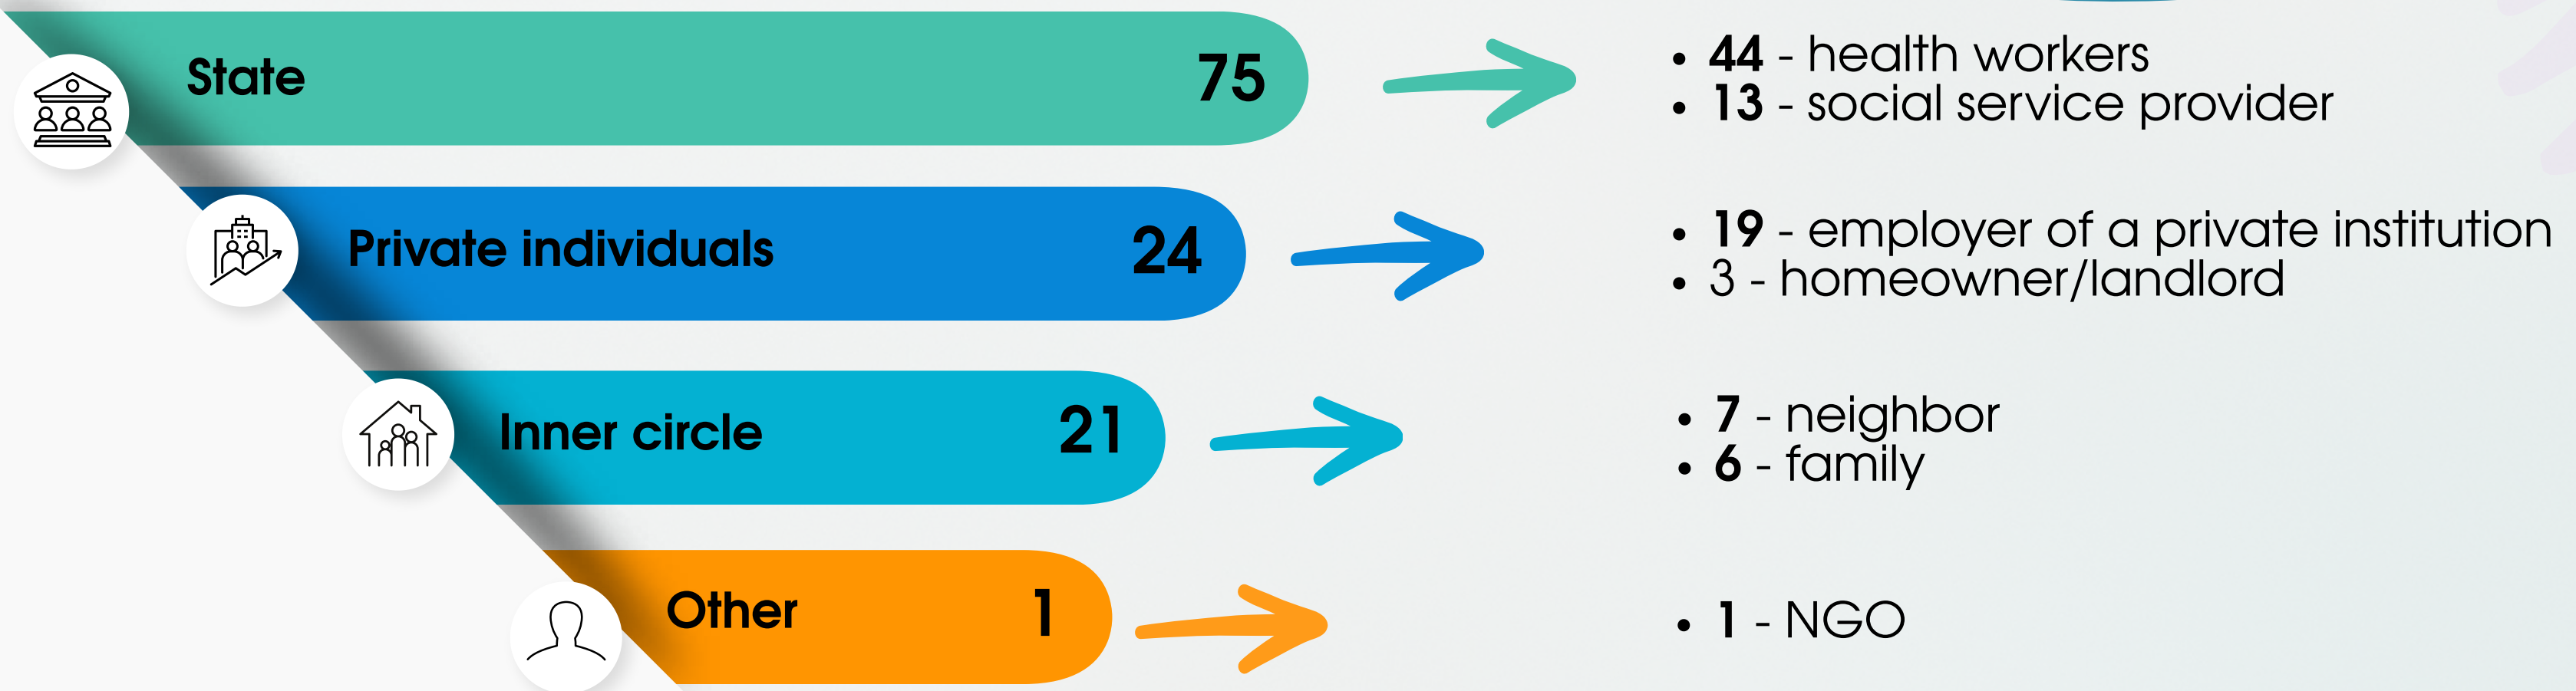 State 75
• 44 - health workers
• 13 - social service provider
Private individuals 24
• 19 - employer of a private institution
• 3 - homeowner/landlord
Inner circle 21
• 7 - neighbor
• 6 - family
Other 1
• 1 - NGO